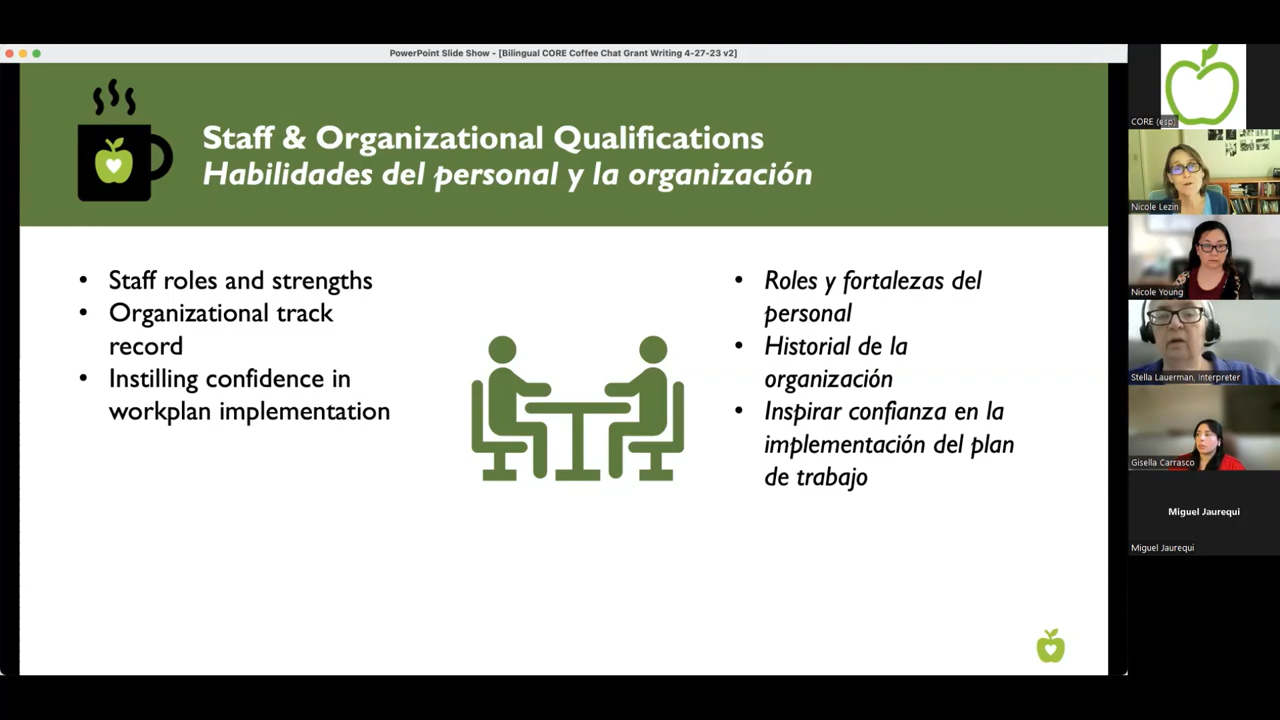 PowerPoint Slide Show - [Bilingual CORE Coffee Chat Grant Writing 4-27-23 v2]
Staff & Organizational Qualifications
Habilidades del personal y la organización
• Staff roles and strengths
• Organizational track
record
• Instilling confidence in
workplan implementation
• Roles y fortalezas del
personal
• Historial de la
organización
• Inspirar confianza en la
implementación del plan
de trabajo
CORE (esp)
Nicole Lezin
Nicole Young
Stella Lauerman, Interpreter
Gisella Carrasco
Miguel Jaurequi
Miguel Jaurequi